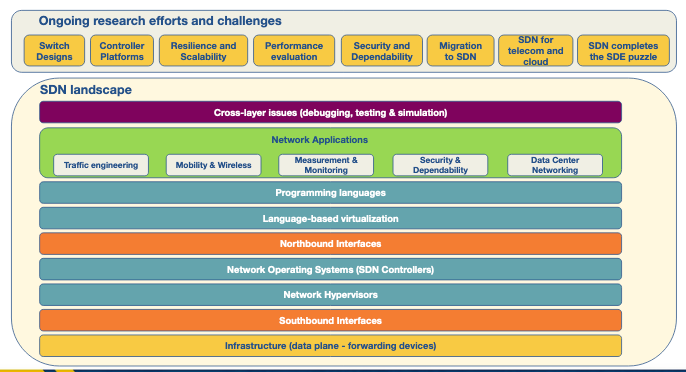 Ongoing research efforts and challenges
Switch
Designs
Controller
Platforms
Resilience and
Scalability
Performance
evaluation
Security and
Dependability
Migration
to SDN
SDN for
telecom and
cloud
SDN completes
the SDE puzzle
SDN landscape
Cross-layer issues (debugging, testing & simulation)
Network Applications
Traffic engineering
Mobility & Wireless
Measurement &
Monitoring
Security &
Dependability
Data Center
Networking
Programming languages
Language-based virtualization
Northbound Interfaces
Network Operating Systems (SDN Controllers)
Network Hypervisors
Southbound Interfaces
Infrastructure (data plane - forwarding devices)